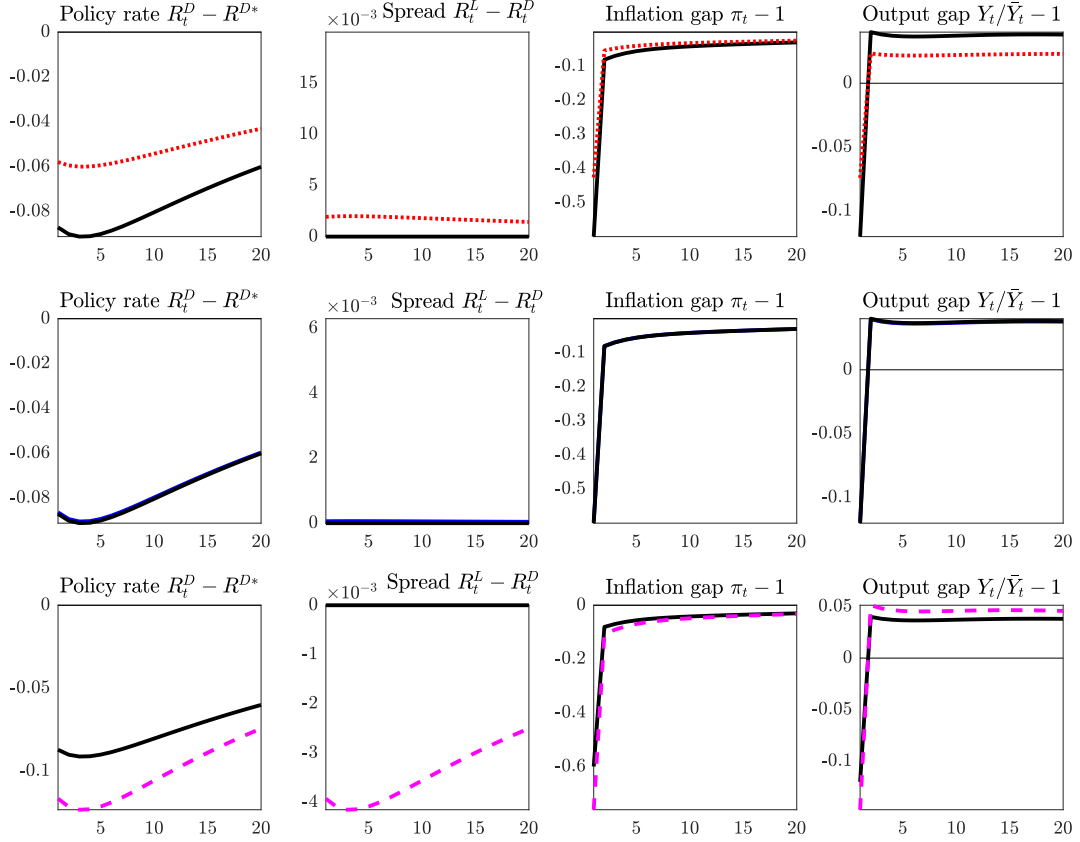 Policy rate $R_t^D - R^{D*}$
Spread $R_t^L - R_t^D$
Inflation gap $\pi_t - 1$
Output gap $Y_t/\bar{Y}_t - 1$
0
-0.02
-0.04
-0.06
-0.08
5 10 15 20
×10⁻³
15
10
5
0
5 10 15 20
-0.1
-0.2
-0.3
-0.4
-0.5
5 10 15 20
0
-0.05
-0.1
5 10 15 20
Policy rate $R_t^D - R^{D*}$
Spread $R_t^L - R_t^D$
Inflation gap $\pi_t - 1$
Output gap $Y_t/\bar{Y}_t - 1$
0
-0.02
-0.04
-0.06
-0.08
5 10 15 20
×10⁻³
6
4
2
0
5 10 15 20
-0.1
-0.2
-0.3
-0.4
-0.5
5 10 15 20
0
-0.05
-0.1
5 10 15 20
Policy rate $R_t^D - R^{D*}$
Spread $R_t^L - R_t^D$
Inflation gap $\pi_t - 1$
Output gap $Y_t/\bar{Y}_t - 1$
0
-0.05
-0.1
5 10 15 20
×10⁻³
0
-1
-2
-3
-4
5 10 15 20
0
-0.2
-0.4
-0.6
5 10 15 20
0.05
0
-0.05
-0.1
5 10 15 20